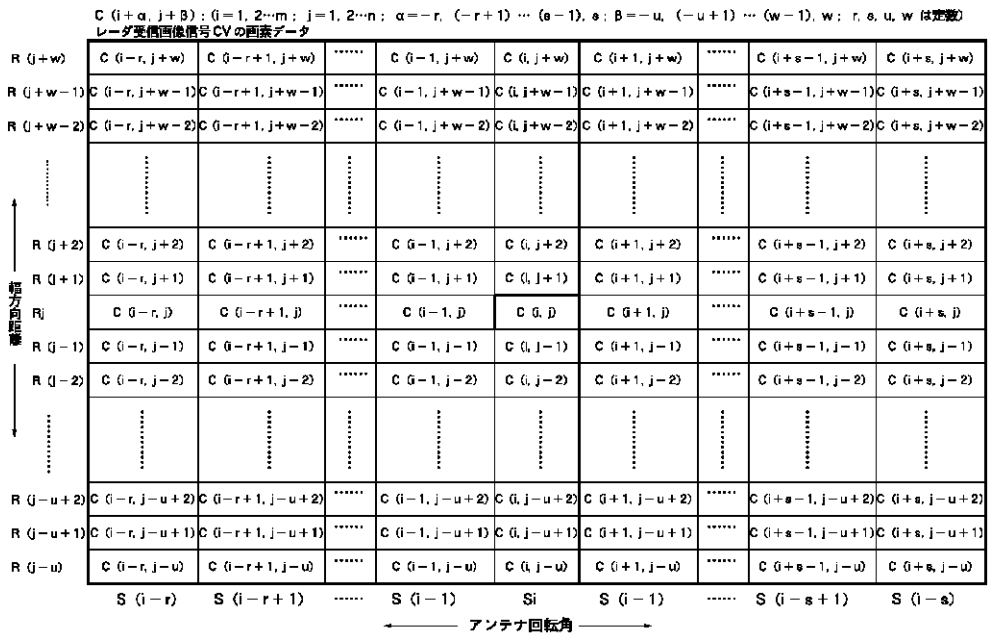 C (i+α, j+β) : (i=1, 2…m ; j=1, 2…n ; α=−r, (−r+1) … (s−1), s ; β=−u, (−u+1) … (w−1), w ; r, s, u, w は定数)
レーダ受信画像信号CVの画素データ
R (j+w) C (i−r, j+w) C (i−r+1, j+w) …… C (i−1, j+w) C (i, j+w) C (i+1, j+w) …… C (i+s−1, j+w) C (i+s, j+w)
R (j+w−1) C (i−r, j+w−1) C (i−r+1, j+w−1) …… C (i−1, j+w−1) C (i, j+w−1) C (i+1, j+w−1) …… C (i+s−1, j+w−1) C (i+s, j+w−1)
R (j+w−2) C (i−r, j+w−2) C (i−r+1, j+w−2) …… C (i−1, j+w−2) C (i, j+w−2) C (i+1, j+w−2) …… C (i+s−1, j+w−2) C (i+s, j+w−2)
R (j+2) C (i−r, j+2) C (i−r+1, j+2) …… C (i−1, j+2) C (i, j+2) C (i+1, j+2) …… C (i+s−1, j+2) C (i+s, j+2)
R (j+1) C (i−r, j+1) C (i−r+1, j+1) …… C (i−1, j+1) C (i, j+1) C (i+1, j+1) …… C (i+s−1, j+1) C (i+s, j+1)
幅方向距離
Rj C (i−r, j) C (i−r+1, j) …… C (i−1, j) C (i, j) C (i+1, j) …… C (i+s−1, j) C (i+s, j)
R (j−1) C (i−r, j−1) C (i−r+1, j−1) …… C (i−1, j−1) C (i, j−1) C (i+1, j−1) …… C (i+s−1, j−1) C (i+s, j−1)
R (j−2) C (i−r, j−2) C (i−r+1, j−2) …… C (i−1, j−2) C (i, j−2) C (i+1, j−2) …… C (i+s−1, j−2) C (i+s, j−2)
R (j−u+2) C (i−r, j−u+2) C (i−r+1, j−u+2) …… C (i−1, j−u+2) C (i, j−u+2) C (i+1, j−u+2) …… C (i+s−1, j−u+2) C (i+s, j−u+2)
R (j−u+1) C (i−r, j−u+1) C (i−r+1, j−u+1) …… C (i−1, j−u+1) C (i, j−u+1) C (i+1, j−u+1) …… C (i+s−1, j−u+1) C (i+s, j−u+1)
R (j−u) C (i−r, j−u) C (i−r+1, j−u) …… C (i−1, j−u) C (i, j−u) C (i+1, j−u) …… C (i+s−1, j−u) C (i+s, j−u)
S (i−r) S (i−r+1) …… S (i−1) Si S (i−1) …… S (i−s+1) S (i−s)
アンテナ回転角